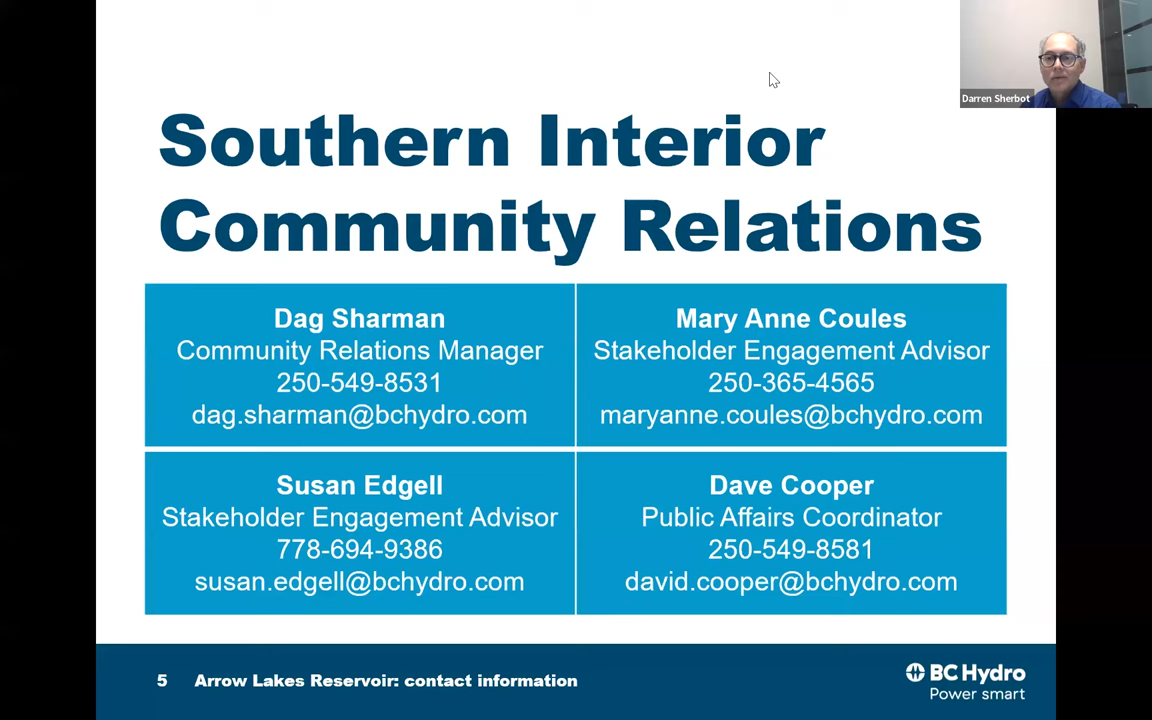 Darren Sherbot
Southern Interior
Community Relations
Dag Sharman
Community Relations Manager
250-549-8531
dag.sharman@bchydro.com
Mary Anne Coules
Stakeholder Engagement Advisor
250-365-4565
maryanne.coules@bchydro.com
Susan Edgell
Stakeholder Engagement Advisor
778-694-9386
susan.edgell@bchydro.com
Dave Cooper
Public Affairs Coordinator
250-549-8581
david.cooper@bchydro.com
5 Arrow Lakes Reservoir: contact information
BC Hydro
Power smart